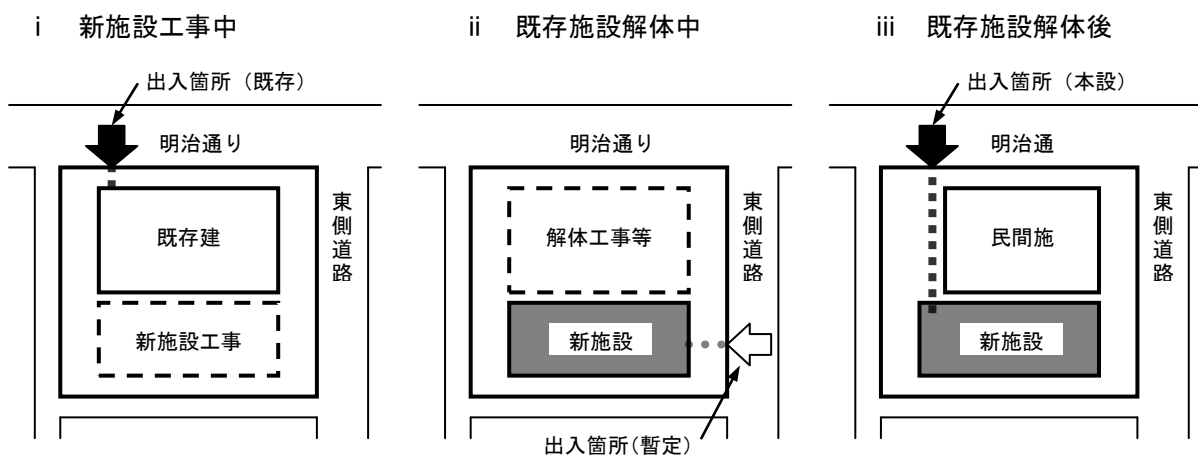 i 新施設工事中
出入箇所（既存）
明治通り
東側道路
既存建
新施設工事
ii 既存施設解体中
明治通り
東側道路
解体工事等
新施設
出入箇所（暫定）
iii 既存施設解体後
出入箇所（本設）
明治通
東側道路
民間施
新施設